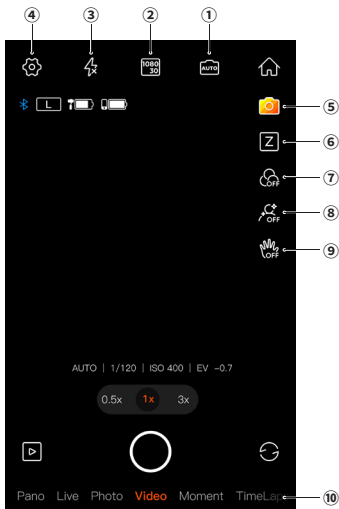 ④ ③ ② ①
1080 30 AUTO
L
⑤
Z ⑥
OFF ⑦
OFF ⑧
OFF ⑨
AUTO | 1/120 | ISO 400 | EV -0.7
0.5x 1x 3x
Pano Live Photo Video Moment TimeLap ⑩